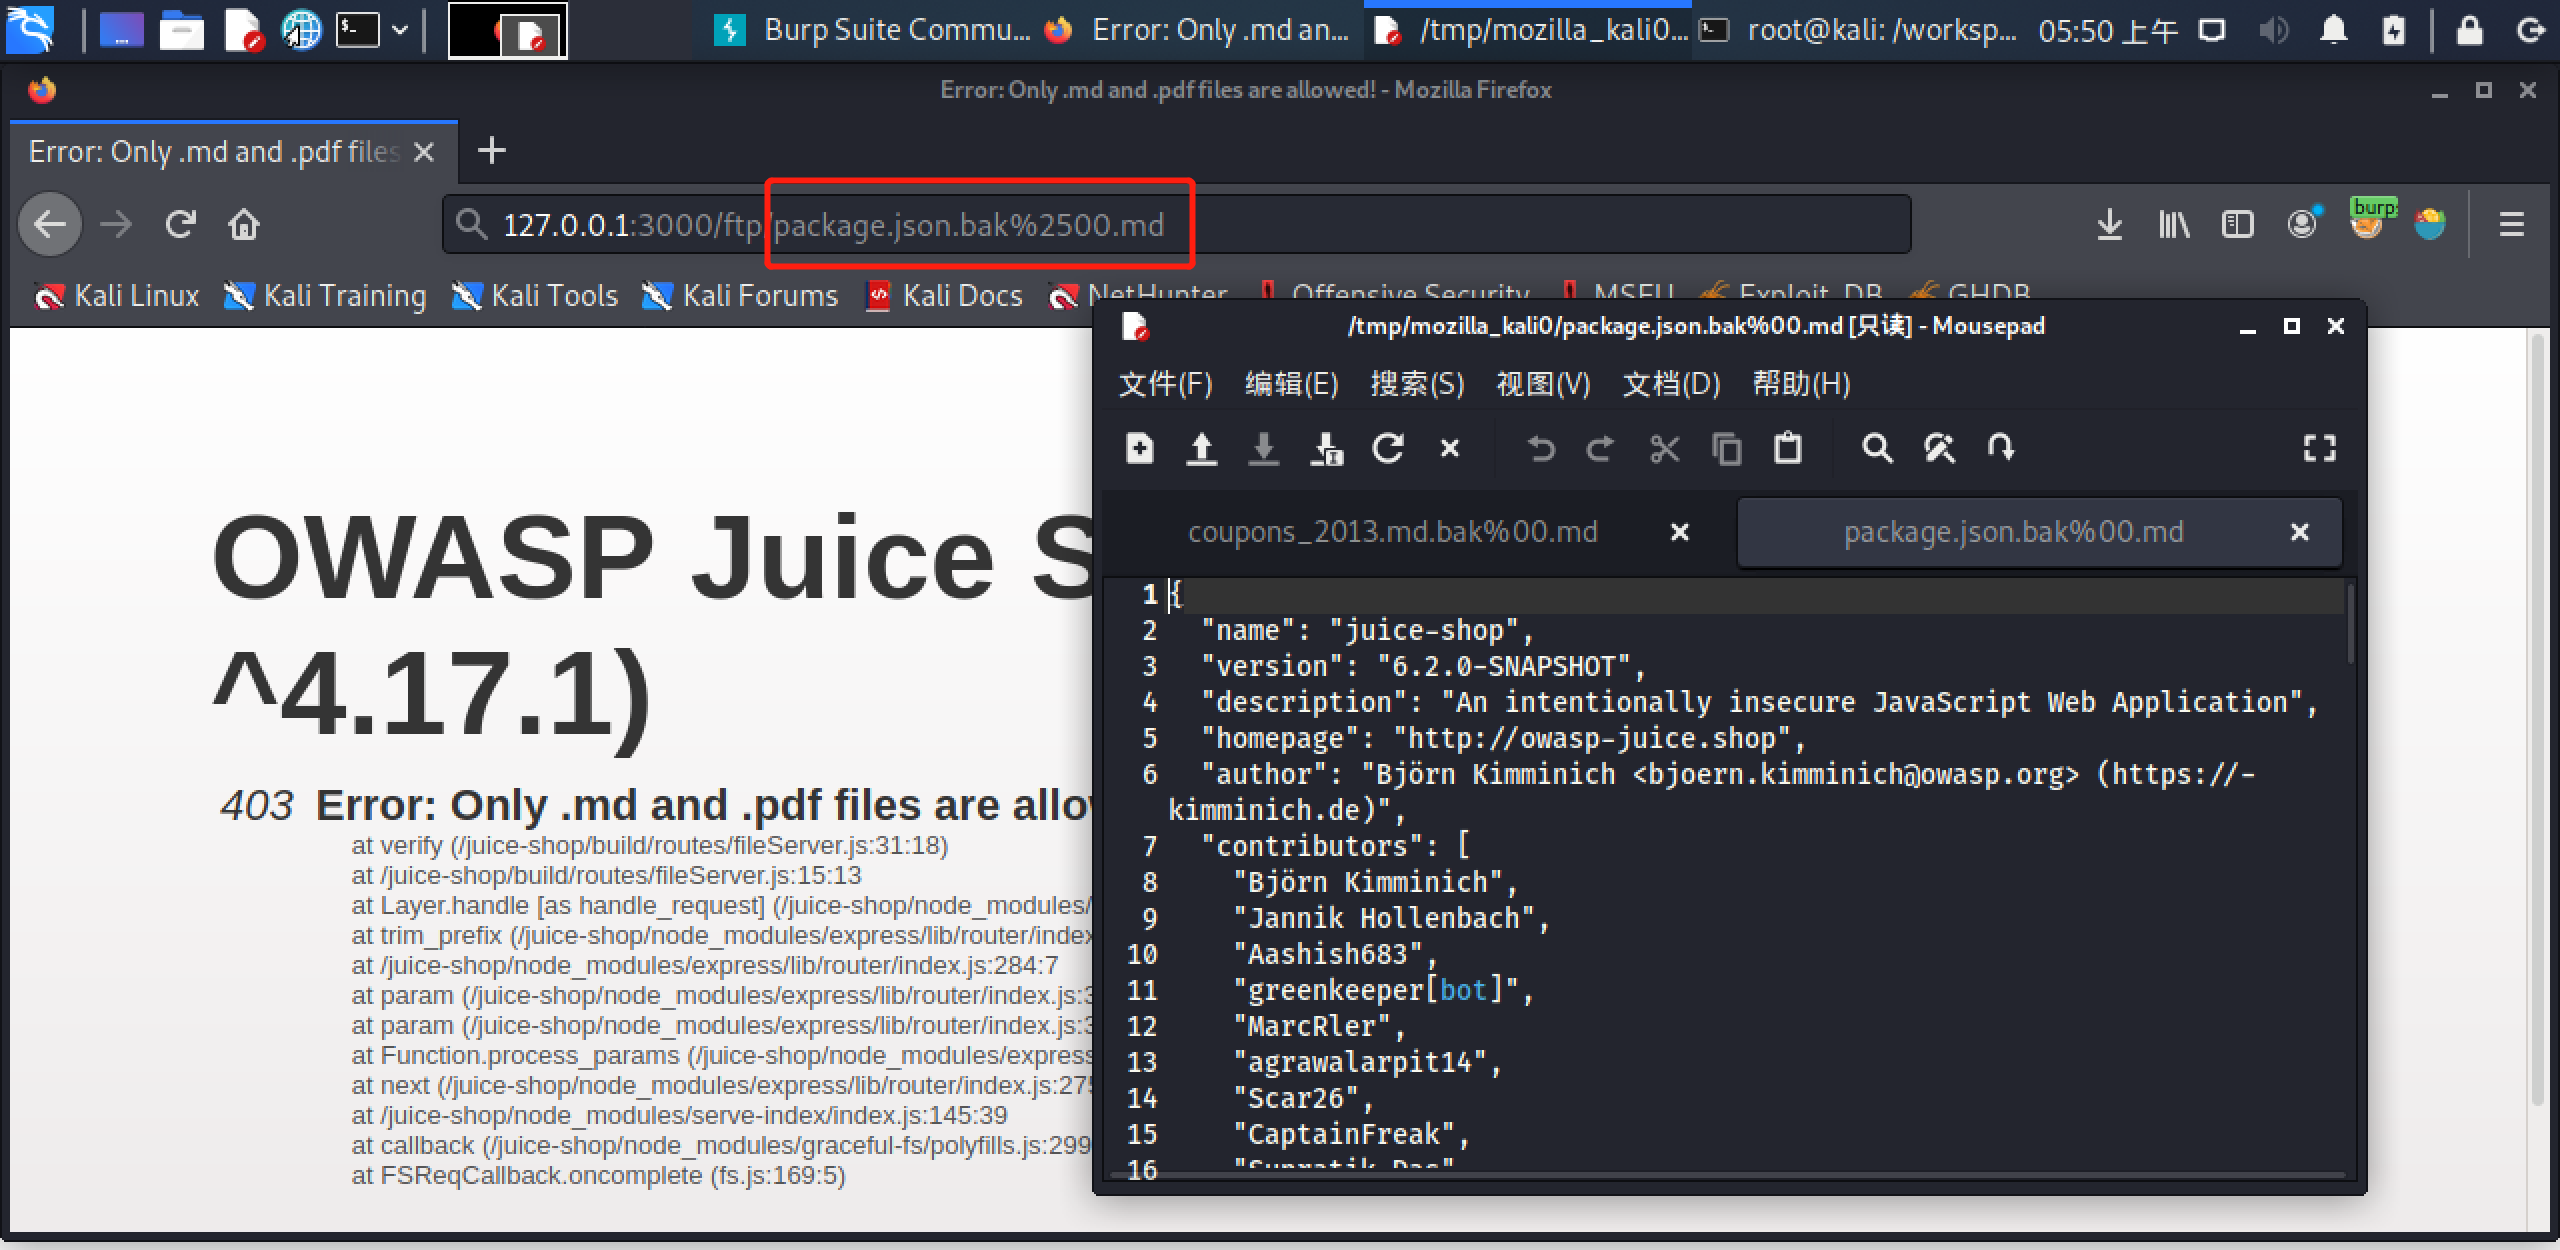 Burp Suite Commu...
Error: Only .md an...
/tmp/mozilla_kali0...
root@kali: /worksp...
05:50 上午
Error: Only .md and .pdf files are allowed! - Mozilla Firefox
Error: Only .md and .pdf files
127.0.0.1:3000/ftp/package.json.bak%2500.md
burp
Kali Linux
Kali Training
Kali Tools
Kali Forums
Kali Docs
NetHunter
Offensive Security
MSFU
Exploit-DB
GHDB
OWASP Juice S
^4.17.1)
403 Error: Only .md and .pdf files are allow
at verify (/juice-shop/build/routes/fileServer.js:31:18)
at /juice-shop/build/routes/fileServer.js:15:13
at Layer.handle [as handle_request] (/juice-shop/node_modules/
at trim_prefix (/juice-shop/node_modules/express/lib/router/index
at /juice-shop/node_modules/express/lib/router/index.js:284:7
at param (/juice-shop/node_modules/express/lib/router/index.js:3
at param (/juice-shop/node_modules/express/lib/router/index.js:3
at Function.process_params (/juice-shop/node_modules/express
at next (/juice-shop/node_modules/express/lib/router/index.js:275
at /juice-shop/node_modules/serve-index/index.js:145:39
at callback (/juice-shop/node_modules/graceful-fs/polyfills.js:299
at FSReqCallback.oncomplete (fs.js:169:5)
/tmp/mozilla_kali0/package.json.bak%00.md [只读] - Mousepad
文件(F)
编辑(E)
搜索(S)
视图(V)
文档(D)
帮助(H)
coupons_2013.md.bak%00.md
package.json.bak%00.md
1 {
2 "name": "juice-shop",
3 "version": "6.2.0-SNAPSHOT",
4 "description": "An intentionally insecure JavaScript Web Application",
5 "homepage": "http://owasp-juice.shop",
6 "author": "Björn Kimminich <bjoern.kimminich@owasp.org> (https://-
kimminich.de)",
7 "contributors": [
8 "Björn Kimminich",
9 "Jannik Hollenbach",
10 "Aashish683",
11 "greenkeeper[bot]",
12 "MarcRler",
13 "agrawalarpit14",
14 "Scar26",
15 "CaptainFreak",
16